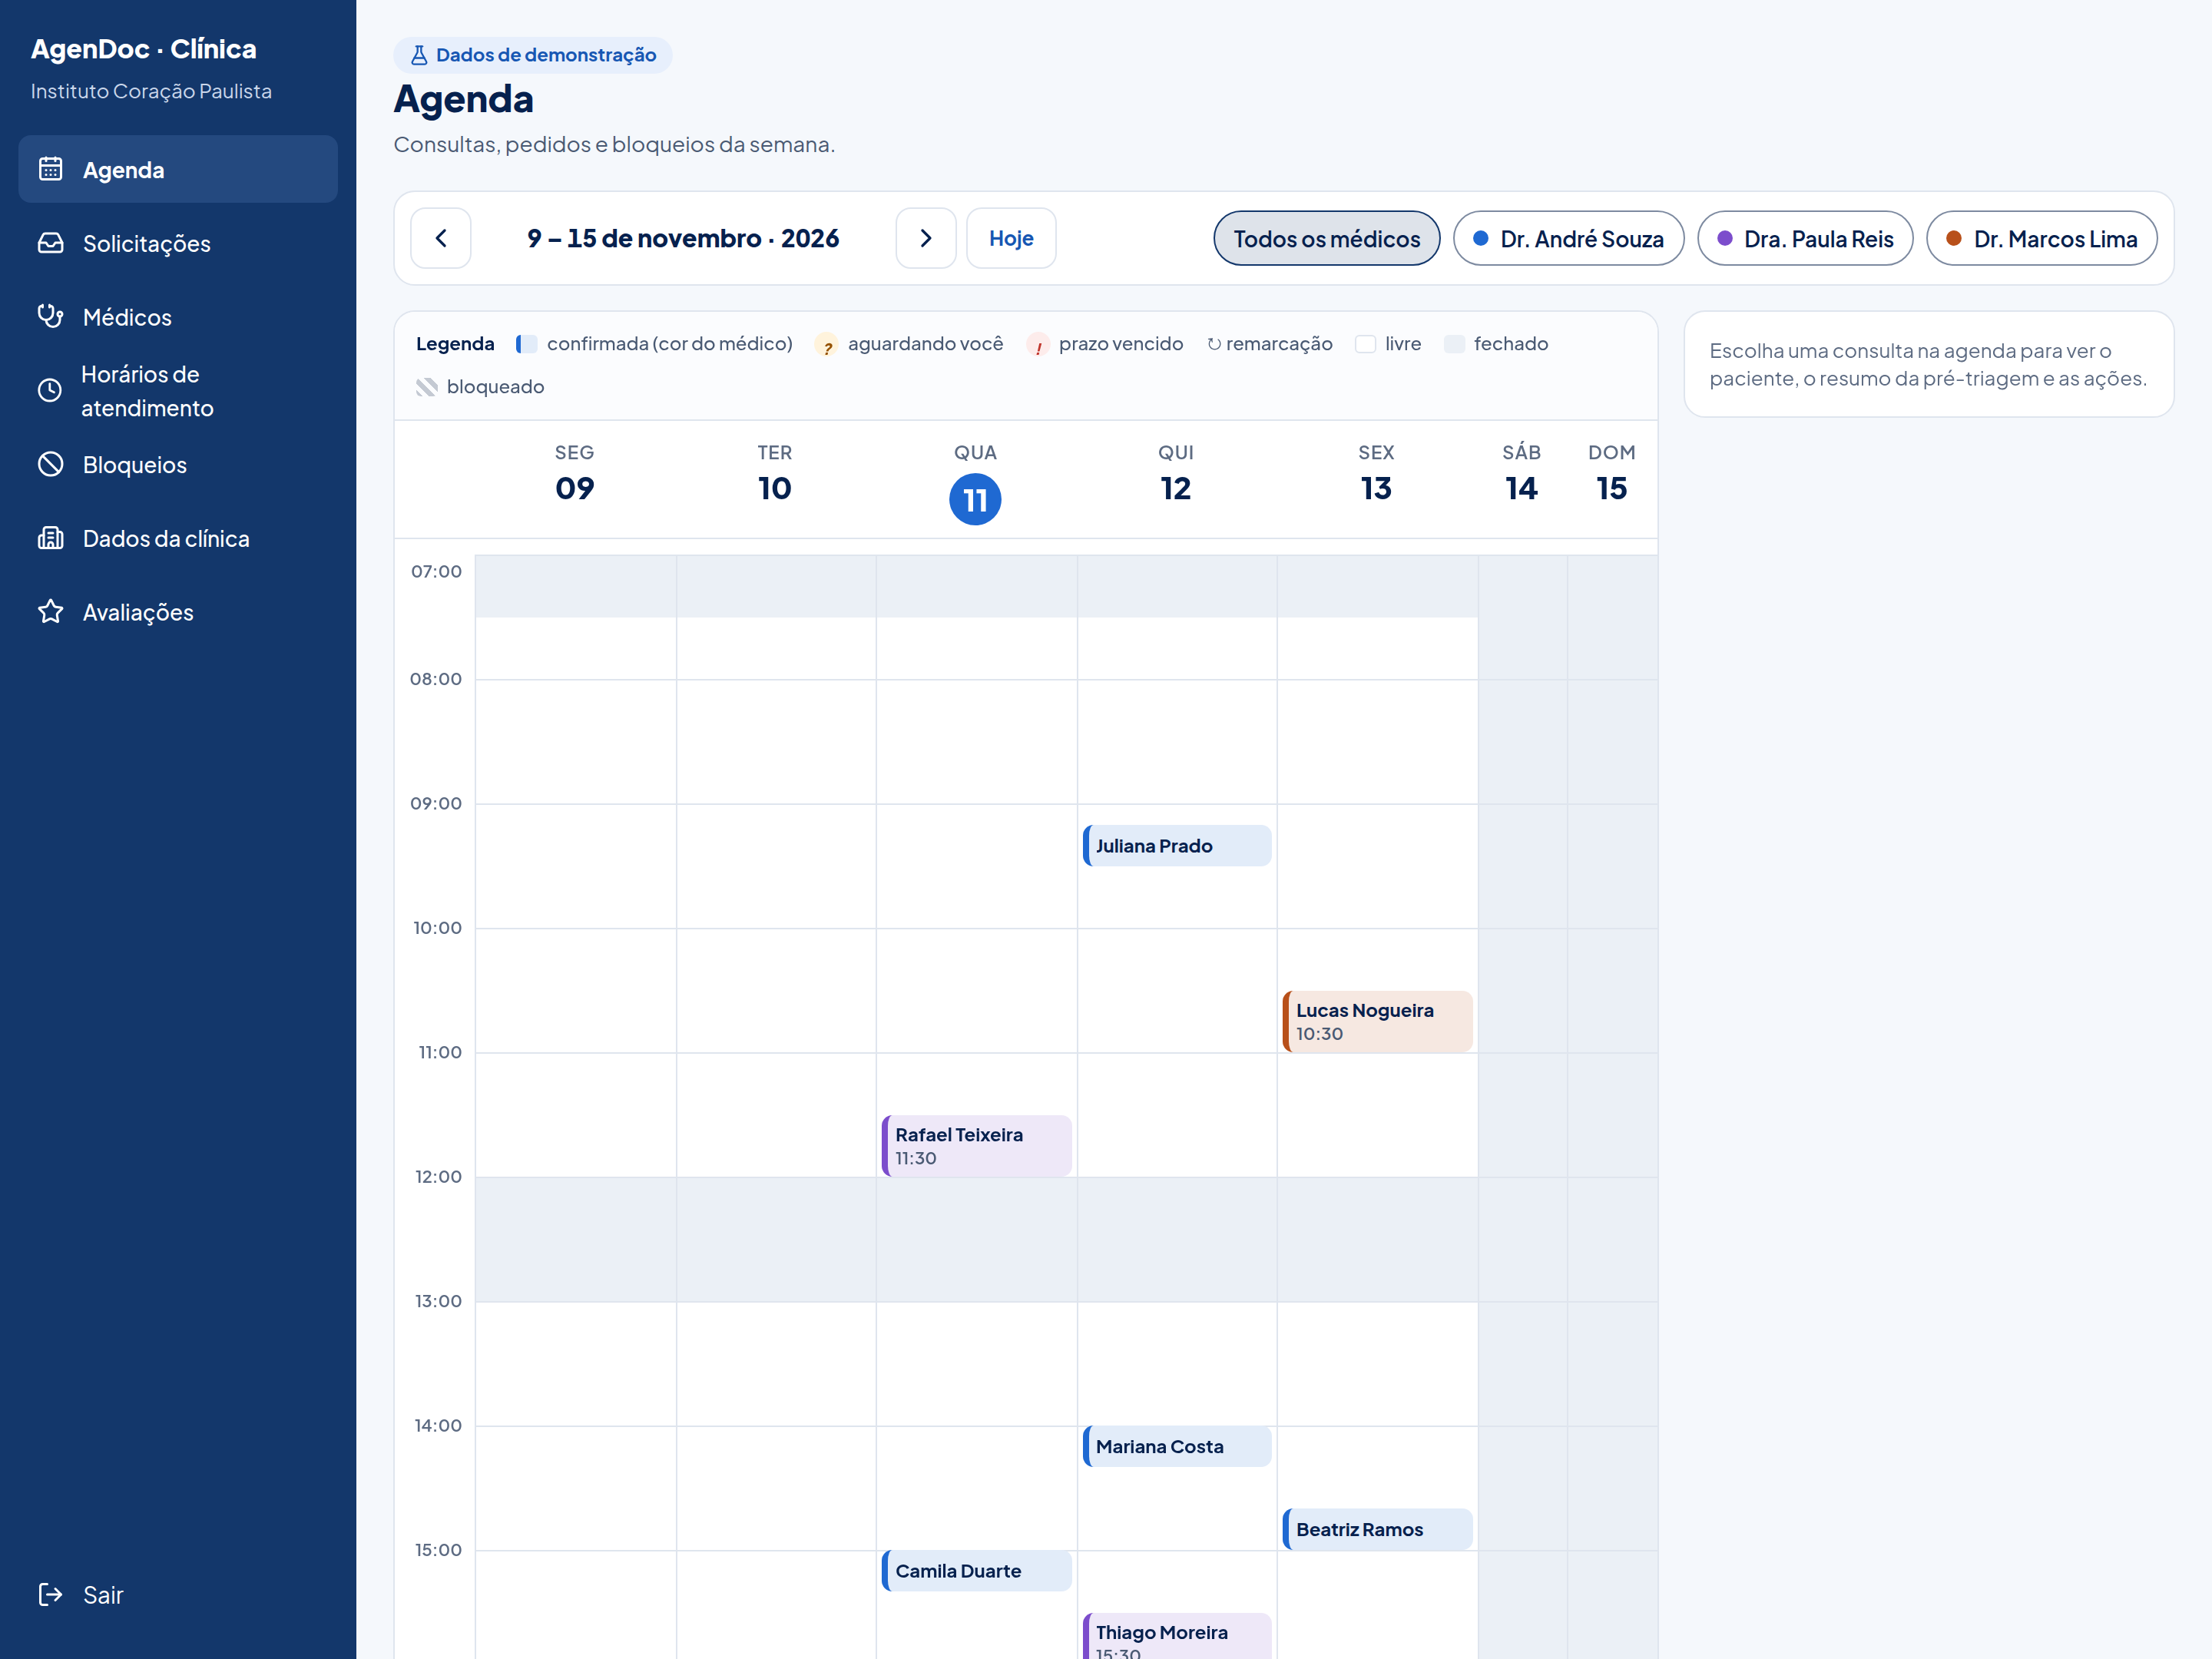 AgenDoc · Clínica
Instituto Coração Paulista
Agenda
Solicitações
Médicos
Horários de
atendimento
Bloqueios
Dados da clínica
Avaliações
Sair
Dados de demonstração
Agenda
Consultas, pedidos e bloqueios da semana.
9 – 15 de novembro · 2026
Hoje
Todos os médicos
Dr. André Souza
Dra. Paula Reis
Dr. Marcos Lima
Legenda
confirmada (cor do médico)
? aguardando você
! prazo vencido
↻ remarcação
livre
fechado
bloqueado
SEG TER QUA QUI SEX SÁB DOM
09 10 11 12 13 14 15
07:00
08:00
09:00
Juliana Prado
10:00
Lucas Nogueira
10:30
11:00
Rafael Teixeira
11:30
12:00
13:00
14:00
Mariana Costa
Beatriz Ramos
15:00
Camila Duarte
Thiago Moreira
15:30
Escolha uma consulta na agenda para ver o
paciente, o resumo da pré-triagem e as ações.